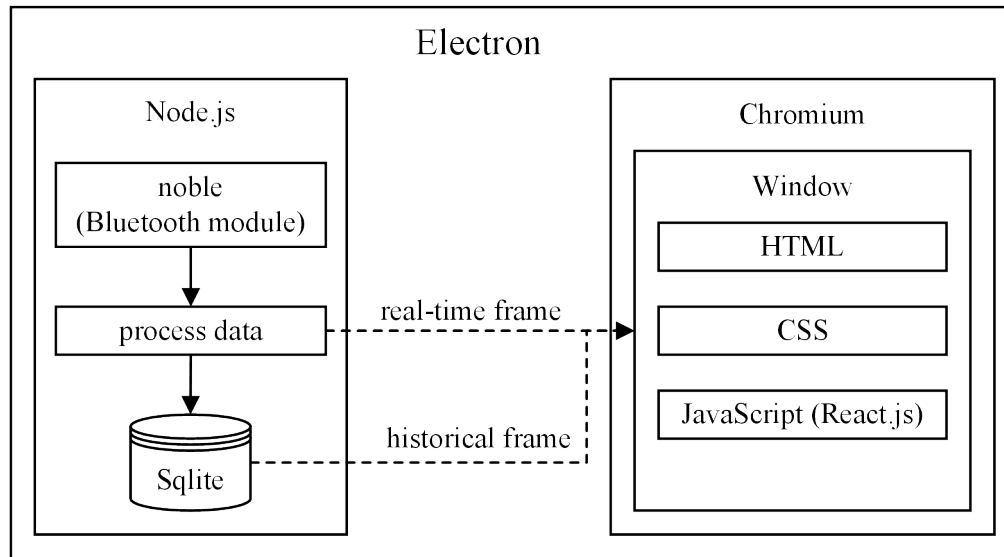 Electron
Node.js
noble
(Bluetooth module)
process data
Sqlite
real-time frame
historical frame
Chromium
Window
HTML
CSS
JavaScript (React.js)